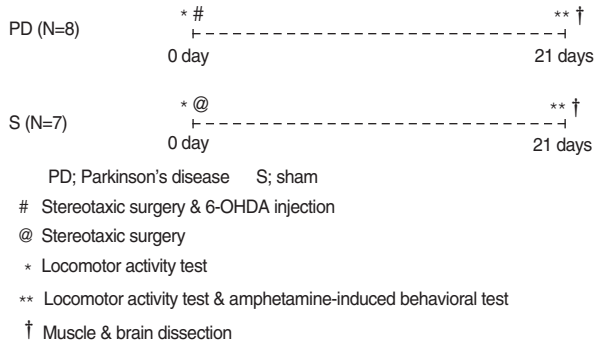 * #
** †
PD (N=8)
0 day
21 days
* @
** †
S (N=7)
0 day
21 days
PD; Parkinson's disease S; sham
# Stereotaxic surgery & 6-OHDA injection
@ Stereotaxic surgery
* Locomotor activity test
** Locomotor activity test & amphetamine-induced behavioral test
† Muscle & brain dissection